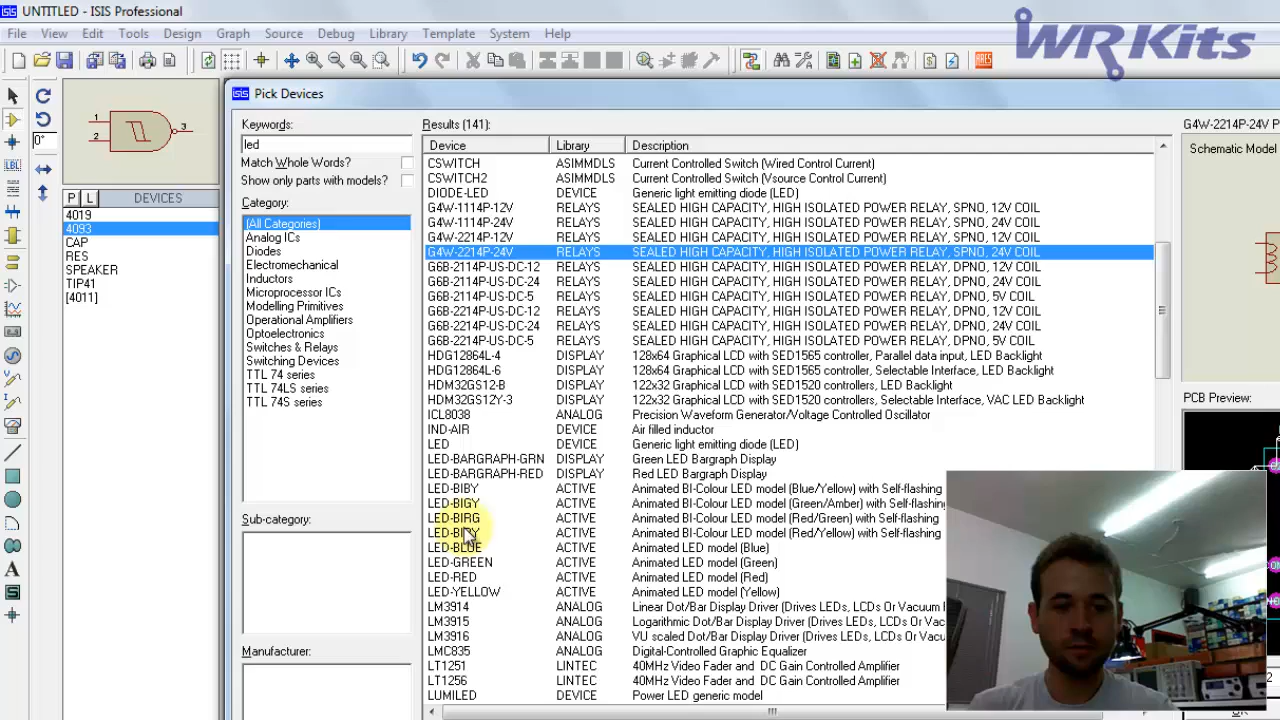 UNTITLED - ISIS Professional
File View Edit Tools Design Graph Source Debug Library Template System Help
WR Kits
ARES
1
2
3
0°
LBL
P L DEVICES
4019
4093
CAP
RES
SPEAKER
TIP41
[4011]
A
S
isis Pick Devices
Keywords:
led
Match Whole Words?
Show only parts with models?
Category:
(All Categories)
Analog ICs
Diodes
Electromechanical
Inductors
Microprocessor ICs
Modelling Primitives
Operational Amplifiers
Optoelectronics
Switches & Relays
Switching Devices
TTL 74 series
TTL 74LS series
TTL 74S series
Sub-category:
Manufacturer:
Results (141):
Device Library Description
CSWITCH ASIMMDLS Current Controlled Switch (Wired Control Current)
CSWITCH2 ASIMMDLS Current Controlled Switch (Vsource Control Current)
DIODE-LED DEVICE Generic light emitting diode (LED)
G4W-1114P-12V RELAYS SEALED HIGH CAPACITY, HIGH ISOLATED POWER RELAY, SPNO, 12V COIL
G4W-1114P-24V RELAYS SEALED HIGH CAPACITY, HIGH ISOLATED POWER RELAY, SPNO, 24V COIL
G4W-2214P-12V RELAYS SEALED HIGH CAPACITY, HIGH ISOLATED POWER RELAY, SPNO, 12V COIL
G4W-2214P-24V RELAYS SEALED HIGH CAPACITY, HIGH ISOLATED POWER RELAY, SPNO, 24V COIL
G6B-2114P-US-DC-12 RELAYS SEALED HIGH CAPACITY, HIGH ISOLATED POWER RELAY, DPNO, 12V COIL
G6B-2114P-US-DC-24 RELAYS SEALED HIGH CAPACITY, HIGH ISOLATED POWER RELAY, DPNO, 24V COIL
G6B-2114P-US-DC-5 RELAYS SEALED HIGH CAPACITY, HIGH ISOLATED POWER RELAY, DPNO, 5V COIL
G6B-2214P-US-DC-12 RELAYS SEALED HIGH CAPACITY, HIGH ISOLATED POWER RELAY, DPNO, 12V COIL
G6B-2214P-US-DC-24 RELAYS SEALED HIGH CAPACITY, HIGH ISOLATED POWER RELAY, DPNO, 24V COIL
G6B-2214P-US-DC-5 RELAYS SEALED HIGH CAPACITY, HIGH ISOLATED POWER RELAY, DPNO, 5V COIL
HDG12864L-4 DISPLAY 128x64 Graphical LCD with SED1565 controller, Parallel data input, LED Backlight
HDG12864L-6 DISPLAY 128x64 Graphical LCD with SED1565 controller, Selectable Interface, LED Backlight
HDM32GS12-B DISPLAY 122x32 Graphical LCD with SED1520 controllers, LED Backlight
HDM32GS12Y-3 DISPLAY 122x32 Graphical LCD with SED1520 controllers, Selectable Interface, VAC LED Backlight
ICL8038 ANALOG Precision Waveform Generator/Voltage Controlled Oscillator
IND-AIR DEVICE Air filled inductor
LED DEVICE Generic light emitting diode (LED)
LED-BARGRAPH-GRN DISPLAY Green LED Bargraph Display
LED-BARGRAPH-RED DISPLAY Red LED Bargraph Display
LED-BIBY ACTIVE Animated BI-Colour LED model (Blue/Yellow) with Self-flashing
LED-BIGY ACTIVE Animated BI-Colour LED model (Green/Amber) with Self-flashing
LED-BIRG ACTIVE Animated BI-Colour LED model (Red/Green) with Self-flashing
ACTIVE Animated BI-Colour LED model (Red/Yellow) with Self-flashing
LED-BLUE ACTIVE Animated LED model (Blue)
LED-GREEN ACTIVE Animated LED model (Green)
LED-RED ACTIVE Animated LED model (Red)
LED-YELLOW ACTIVE Animated LED model (Yellow)
LM3914 ANALOG Linear Dot/Bar Display Driver (Drives LEDs, LCDs Or Vacuum
LM3915 ANALOG Logarithmic Dot/Bar Display Driver (Drives LEDs, LCDs Or Va
LM3916 ANALOG VU scaled Dot/Bar Display Driver (Drives LEDs, LCDs Or Va
LMC835 ANALOG Digital-Controlled Graphic Equalizer
LT1251 LINTEC 40MHz Video Fader and DC Gain Controlled Amplifier
LT1256 LINTEC 40MHz Video Fader and DC Gain Controlled Amplifier
LUMILED DEVICE Power LED generic model
G4W-2214P-24V P
Schematic Model
PCB Preview: